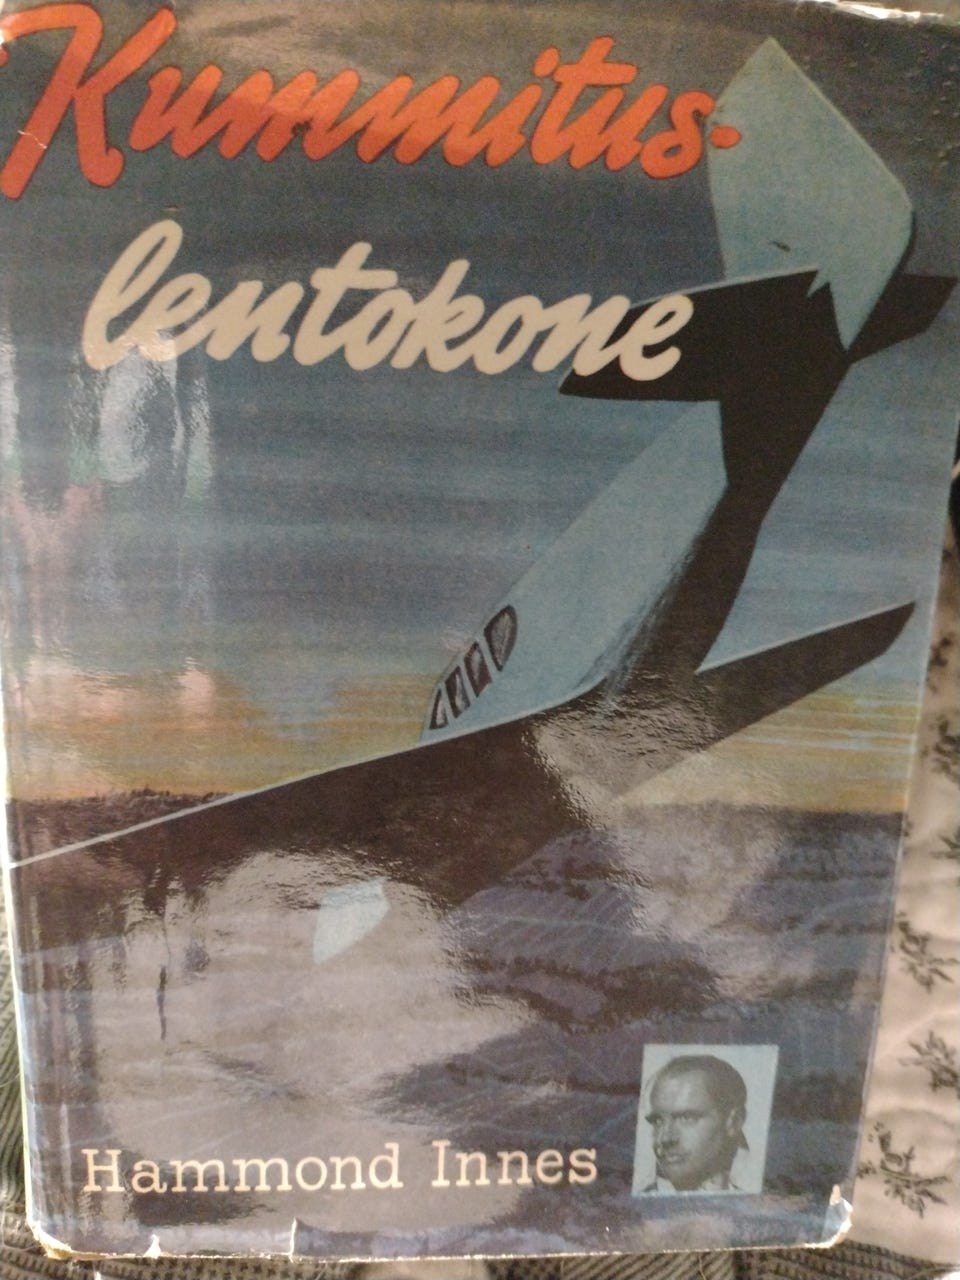 Kummitus-
lentokone
Hammond Innes